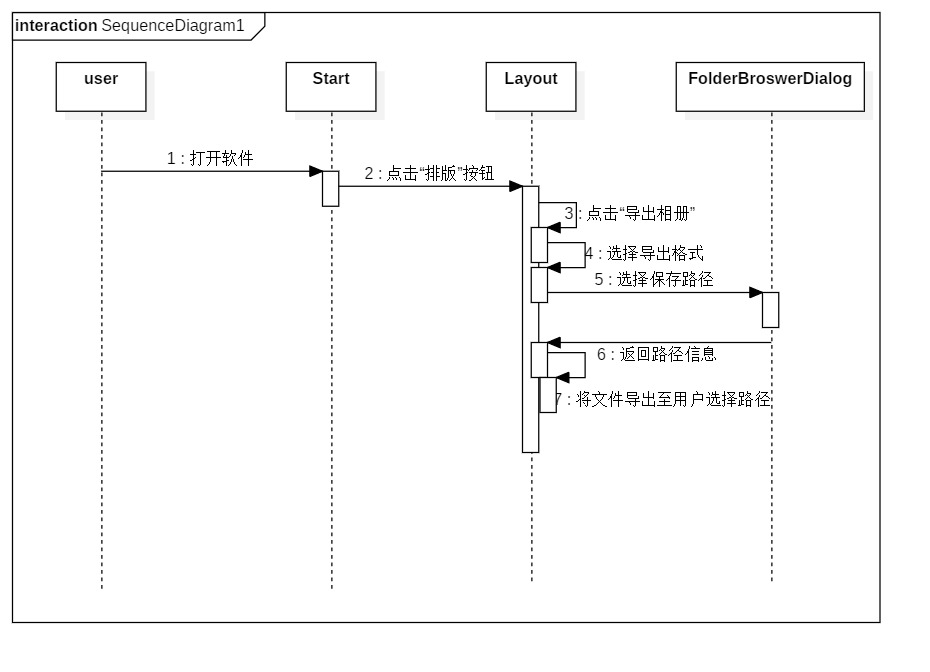 interaction SequenceDiagram1
user
Start
Layout
FolderBroswerDialog
1 : 打开软件
2 : 点击“排版”按钮
3 : 点击“导出相册”
4 : 选择导出格式
5 : 选择保存路径
6 : 返回路径信息
7 : 将文件导出至用户选择路径